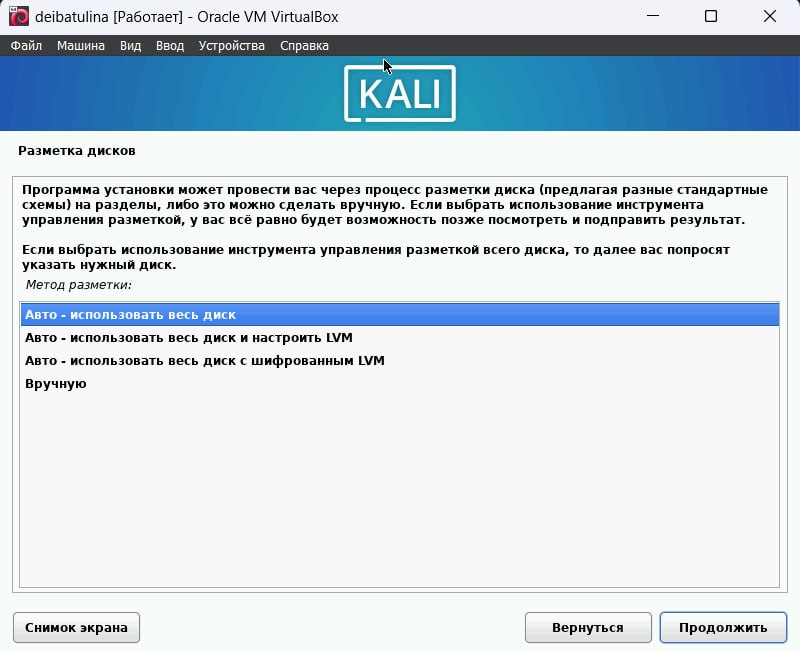 deibatulina [Работает] - Oracle VM VirtualBox
Файл Машина Вид Ввод Устройства Справка
KALI
Разметка дисков
Программа установки может провести вас через процесс разметки диска (предлагая разные стандартные
схемы) на разделы, либо это можно сделать вручную. Если выбрать использование инструмента
управления разметкой, у вас всё равно будет возможность позже посмотреть и подправить результат.
Если выбрать использование инструмента управления разметкой всего диска, то далее вас попросят
указать нужный диск.
Метод разметки:
Авто - использовать весь диск
Авто - использовать весь диск и настроить LVM
Авто - использовать весь диск с шифрованным LVM
Вручную
Снимок экрана Вернуться Продолжить